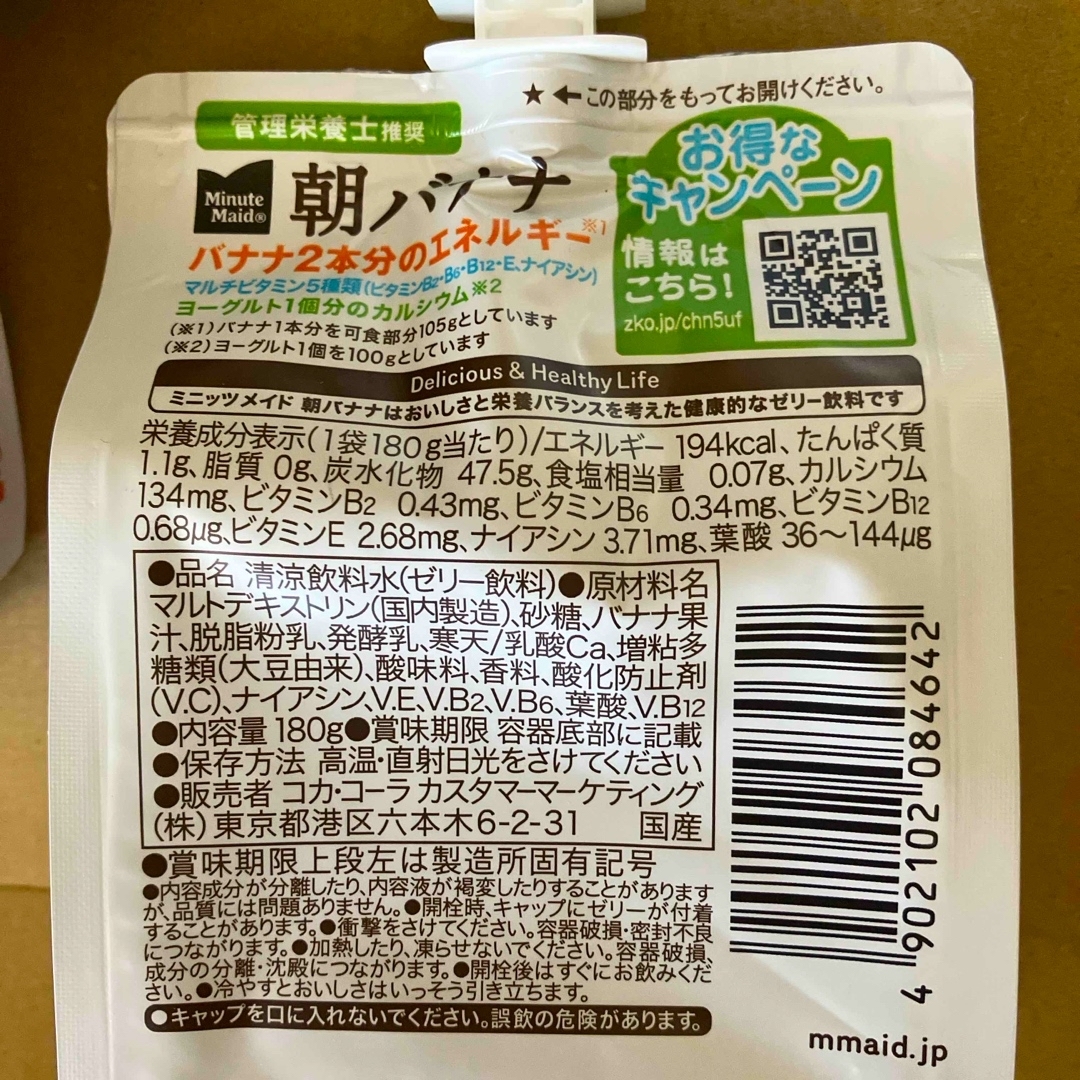 ★←この部分をもってお開けください。
管理栄養士推奨
Minute
Maid®
朝バナナ
バナナ2本分のエネルギー※1
マルチビタミン5種類(ビタミンB2・B6・B12・E、ナイアシン)
ヨーグルト1個分のカルシウム※2
(※1)バナナ1本分を可食部分105gとしています
(※2)ヨーグルト1個を100gとしています
お得な
キャンペーン
情報は
こちら!
zko.jp/chn5uf
Delicious & Healthy Life
ミニッツメイド 朝バナナはおいしさと栄養バランスを考えた健康的なゼリー飲料です
栄養成分表示(1袋180g当たり)/エネルギー 194kcal、たんぱく質
1.1g、脂質 0g、炭水化物 47.5g、食塩相当量 0.07g、カルシウム
134mg、ビタミンB2 0.43mg、ビタミンB6 0.34mg、ビタミンB12
0.68μg、ビタミンE 2.68mg、ナイアシン 3.71mg、葉酸 36〜144μg
●品名 清涼飲料水(ゼリー飲料)●原材料名
マルトデキストリン(国内製造)、砂糖、バナナ果
汁、脱脂粉乳、発酵乳、寒天/乳酸Ca、増粘多
糖類(大豆由来)、酸味料、香料、酸化防止剤
(V.C)、ナイアシン、V.E、V.B2、V.B6、葉酸、V.B12
●内容量 180g●賞味期限 容器底部に記載
●保存方法 高温・直射日光をさけてください
●販売者 コカ・コーラ カスタマーマーケティング
(株)東京都港区六本木6-2-31 国産
●賞味期限上段左は製造所固有記号
●内容成分が分離したり、内容液が褐変したりすることがあります
が、品質には問題ありません。●開栓時、キャップにゼリーが付着
することがあります。●衝撃をさけてください。容器破損・密封不良
につながります。●加熱したり、凍らせないでください。容器破損、
成分の分離・沈殿につながります。●開栓後はすぐにお飲みくだ
さい。●冷やすとおいしさはいっそう引き立ちます。
●キャップを口に入れないでください。誤飲の危険があります。
4 902102 084642
mmaid.jp